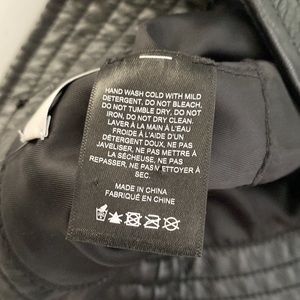 HAND WASH COLD WITH MILD
DETERGENT, DO NOT BLEACH,
DO NOT TUMBLE DRY, DO NOT
IRON, DO NOT DRY CLEAN.
LAVER À LA MAIN À L'EAU
FROIDE À L'AIDE D'UN
DÉTERGENT DOUX, NE PAS
JAVELISER, NE PAS METTRE À
LA SÉCHEUSE, NE PAS
REPASSER, NE PAS NETTOYER À
SEC.
MADE IN CHINA
FABRIQUÉ EN CHINE